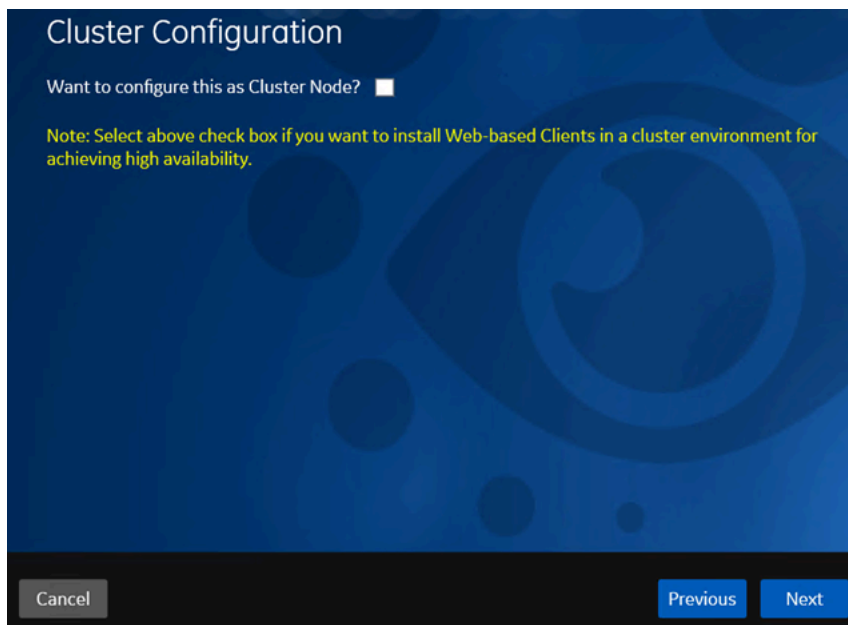 Cluster Configuration
Want to configure this as Cluster Node?
Note: Select above check box if you want to install Web-based Clients in a cluster environment for
achieving high availability.
Cancel
Previous
Next